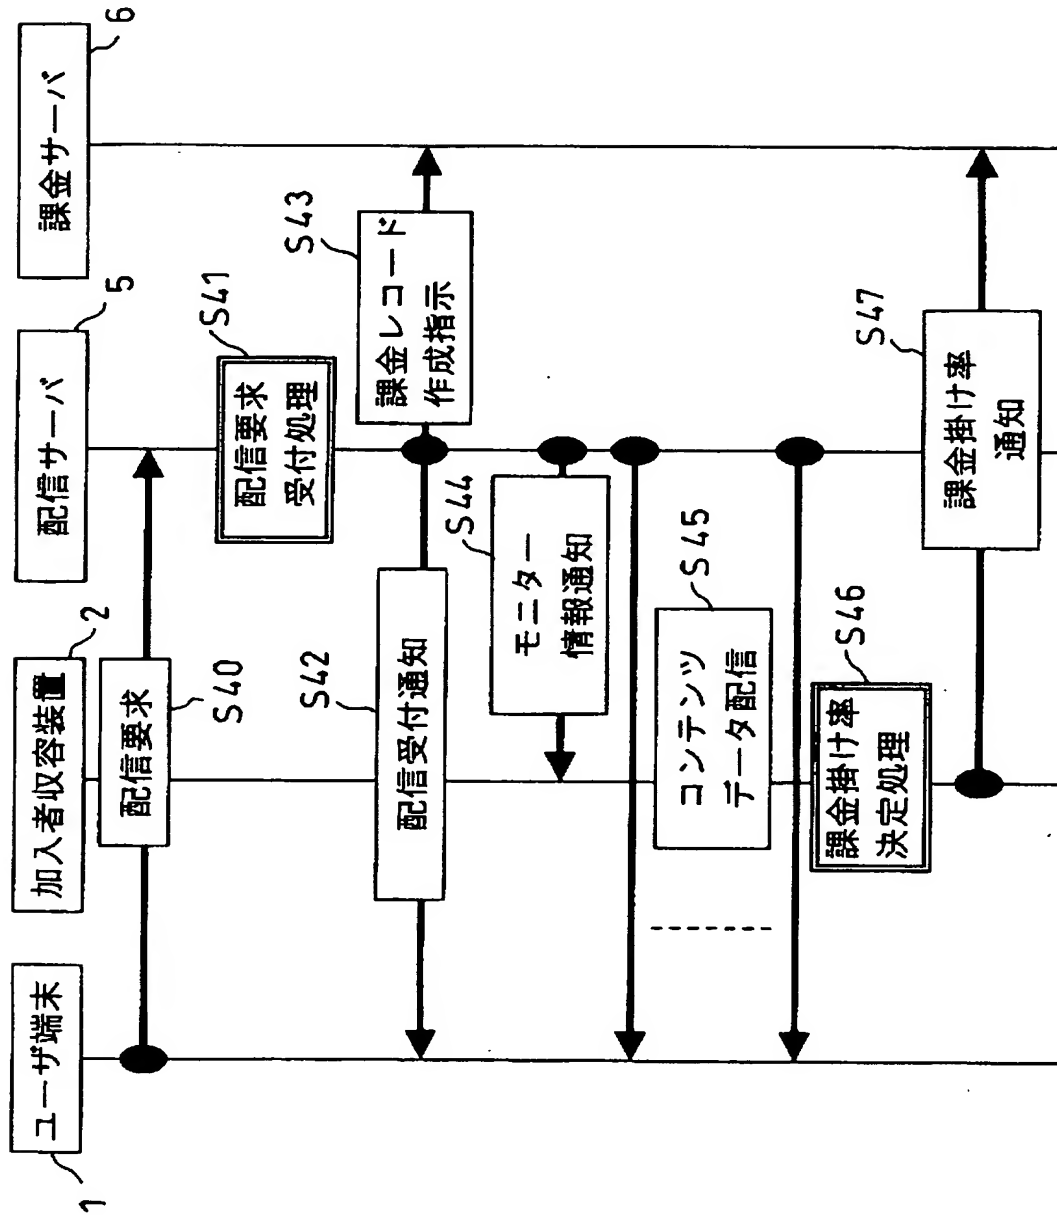 ユーザ端末
1
加入者収容装置
2
配信サーバ
5
課金サーバ
6
配信要求
S40
配信要求
受付処理
S41
配信受付通知
S42
課金レコード
作成指示
S43
モニター
情報通知
S44
コンテンツ
データ配信
S45
課金掛け率
決定処理
S46
課金掛け率
通知
S47